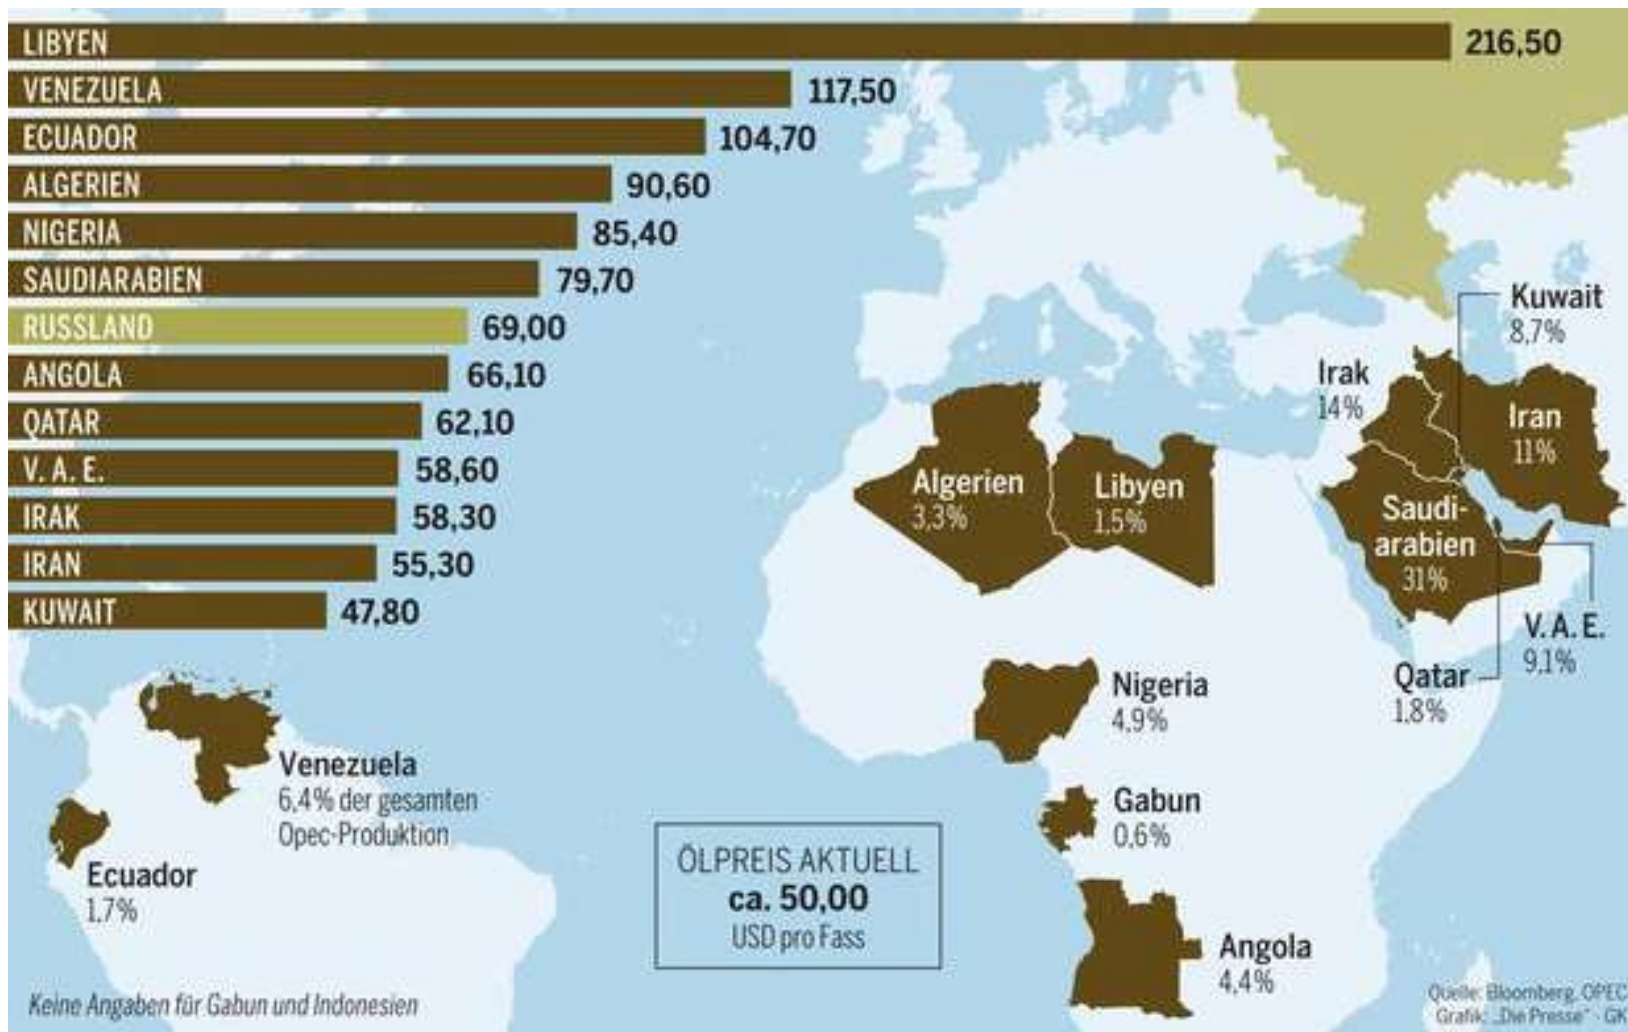 LIBYEN 216,50
VENEZUELA 117,50
ECUADOR 104,70
ALGERIEN 90,60
NIGERIA 85,40
SAUDIARABIEN 79,70
RUSSLAND 69,00
ANGOLA 66,10
QATAR 62,10
V. A. E. 58,60
IRAK 58,30
IRAN 55,30
KUWAIT 47,80
Kuwait
8,7%
Irak
14%
Iran
11%
Algerien
3,3%
Libyen
1,5%
Saudi-
arabien
31%
V. A. E.
9,1%
Qatar
1,8%
Nigeria
4,9%
Venezuela
6,4% der gesamten
Opec-Produktion
Gabun
0,6%
Ecuador
1,7%
ÖLPREIS AKTUELL
ca. 50,00
USD pro Fass
Angola
4,4%
Keine Angaben für Gabun und Indonesien
Quelle: Bloomberg, OPEC
Grafik: „Die Presse“ · GK